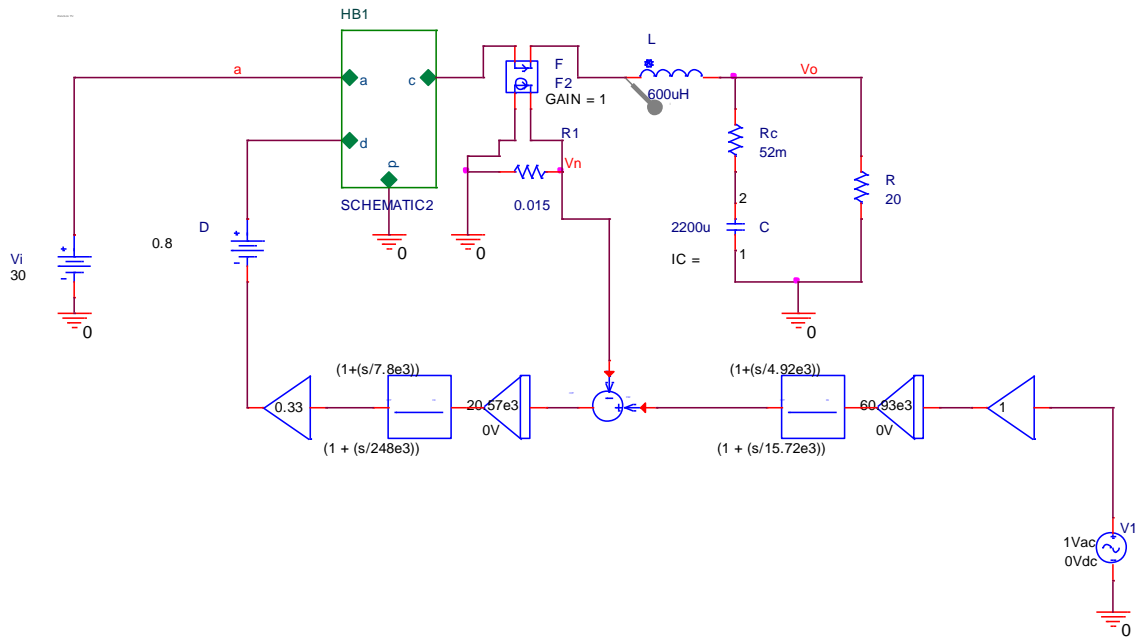 HB1
L
a
a
c
F
F2
GAIN = 1
Vo
600uH
R1
Rc
52m
d
Vn
p
R
20
D
SCHEMATIC2
0.015
2
2200u
C
0.8
Vi
30
IC =
1
0
0
0
0
(1+(s/7.8e3))
(1+(s/4.92e3))
0.33
20.57e3
0V
60.93e3
0V
1
(1 + (s/248e3))
(1 + (s/15.72e3))
V1
1Vac
0Vdc
0